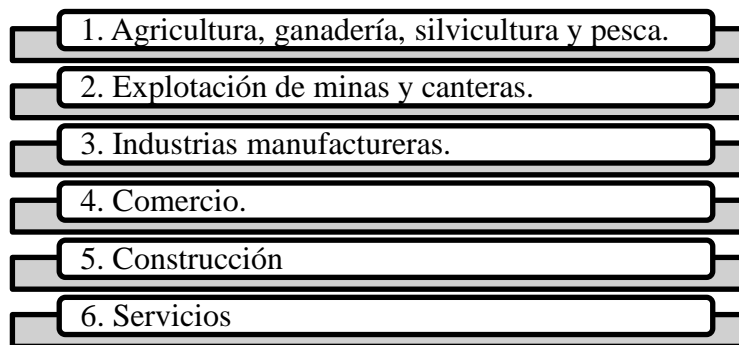 1. Agricultura, ganadería, silvicultura y pesca.
2. Explotación de minas y canteras.
3. Industrias manufactureras.
4. Comercio.
5. Construcción
6. Servicios